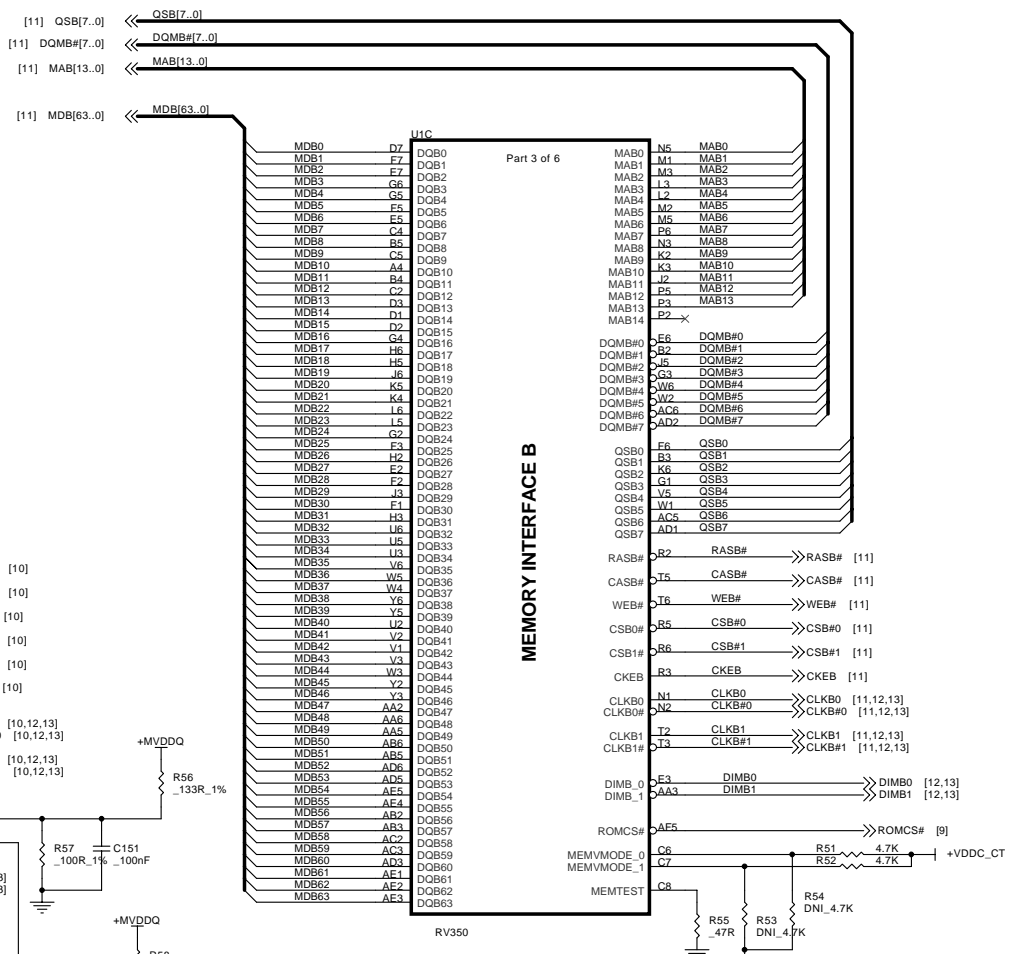 [11] QSB[7..0] QSB[7..0]
[11] DQMB#[7..0] DQMB#[7..0]
[11] MAB[13..0] MAB[13..0]
[11] MDB[63..0] MDB[63..0]
U1C
Part 3 of 6
MDB0 D7 DQB0
MDB1 F7 DQB1
MDB2 E7 DQB2
MDB3 G6 DQB3
MDB4 G5 DQB4
MDB5 F5 DQB5
MDB6 E5 DQB6
MDB7 C4 DQB7
MDB8 B5 DQB8
MDB9 C5 DQB9
MDB10 A4 DQB10
MDB11 B4 DQB11
MDB12 C2 DQB12
MDB13 D3 DQB13
MDB14 D1 DQB14
MDB15 D2 DQB15
MDB16 G4 DQB16
MDB17 H6 DQB17
MDB18 H5 DQB18
MDB19 J6 DQB19
MDB20 K5 DQB20
MDB21 K4 DQB21
MDB22 L6 DQB22
MDB23 L5 DQB23
MDB24 G2 DQB24
MDB25 F3 DQB25
MDB26 H2 DQB26
MDB27 E2 DQB27
MDB28 F2 DQB28
MDB29 J3 DQB29
MDB30 F1 DQB30
MDB31 H3 DQB31
MDB32 U6 DQB32
MDB33 U5 DQB33
MDB34 U3 DQB34
MDB35 V6 DQB35
MDB36 W5 DQB36
MDB37 W4 DQB37
MDB38 Y6 DQB38
MDB39 Y5 DQB39
MDB40 U2 DQB40
MDB41 V2 DQB41
MDB42 V1 DQB42
MDB43 V3 DQB43
MDB44 W3 DQB44
MDB45 Y2 DQB45
MDB46 Y3 DQB46
MDB47 AA2 DQB47
MDB48 AA6 DQB48
MDB49 AA5 DQB49
MDB50 AB6 DQB50
MDB51 AB5 DQB51
MDB52 AD6 DQB52
MDB53 AD5 DQB53
MDB54 AE5 DQB54
MDB55 AE4 DQB55
MDB56 AB2 DQB56
MDB57 AB3 DQB57
MDB58 AC2 DQB58
MDB59 AC3 DQB59
MDB60 AD3 DQB60
MDB61 AE1 DQB61
MDB62 AE2 DQB62
MDB63 AE3 DQB63
MEMORY INTERFACE B
MAB0 N5 MAB0
MAB1 M1 MAB1
MAB2 M3 MAB2
MAB3 L3 MAB3
MAB4 L2 MAB4
MAB5 M2 MAB5
MAB6 M5 MAB6
MAB7 P6 MAB7
MAB8 N3 MAB8
MAB9 K2 MAB9
MAB10 K3 MAB10
MAB11 J2 MAB11
MAB12 P5 MAB12
MAB13 P3 MAB13
MAB14 P2
DQMB#0 E6 DQMB#0
DQMB#1 B2 DQMB#1
DQMB#2 J5 DQMB#2
DQMB#3 G3 DQMB#3
DQMB#4 W6 DQMB#4
DQMB#5 W2 DQMB#5
DQMB#6 AC6 DQMB#6
DQMB#7 AD2 DQMB#7
QSB0 F6 QSB0
QSB1 B3 QSB1
QSB2 K6 QSB2
QSB3 G1 QSB3
QSB4 V5 QSB4
QSB5 W1 QSB5
QSB6 AC5 QSB6
QSB7 AD1 QSB7
RASB# R2 RASB# RASB# [11]
CASB# T5 CASB# CASB# [11]
WEB# T6 WEB# WEB# [11]
CSB0# R5 CSB#0 CSB#0 [11]
CSB1# R6 CSB#1 CSB#1 [11]
CKEB R3 CKEB CKEB [11]
CLKB0 N1 CLKB0 CLKB0 [11,12,13]
CLKB0# N2 CLKB#0 CLKB#0 [11,12,13]
CLKB1 T2 CLKB1 CLKB1 [11,12,13]
CLKB1# T3 CLKB#1 CLKB#1 [11,12,13]
DIMB_0 E3 DIMB0 DIMB0 [12,13]
DIMB_1 AA3 DIMB1 DIMB1 [12,13]
ROMCS# AF5 ROMCS# [9]
MEMVMODE_0 C6 R51 4.7K +VDDC_CT
MEMVMODE_1 C7 R52 4.7K
MEMTEST C8
R54
DNI_4.7K
R55
_47R
R53
DNI_4.7K
RV350
[10]
[10]
[10]
[10]
[10]
[10]
[10,12,13]
[10,12,13]
[10,12,13]
[10,12,13]
+MVDDQ
R56
_133R_1%
R57
_100R_1%
C151
_100nF
+MVDDQ